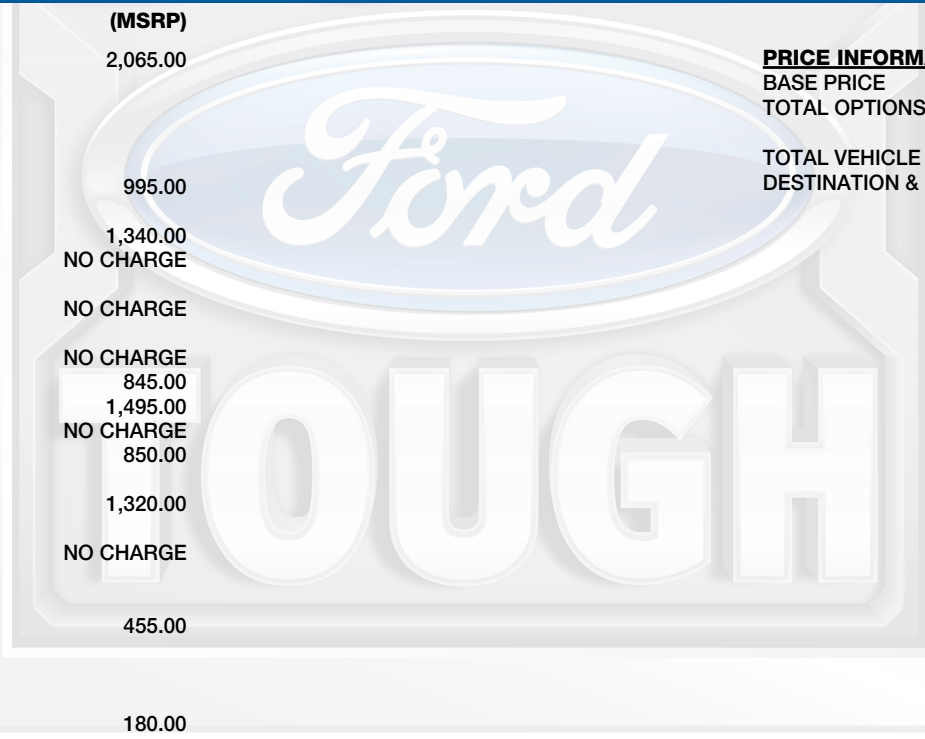 (MSRP)
2,065.00
995.00
1,340.00
NO CHARGE
NO CHARGE
NO CHARGE
845.00
1,495.00
NO CHARGE
850.00
1,320.00
NO CHARGE
455.00
180.00
PRICE INFORMA
BASE PRICE
TOTAL OPTIONS
TOTAL VEHICLE
DESTINATION &
Ford
TOUGH